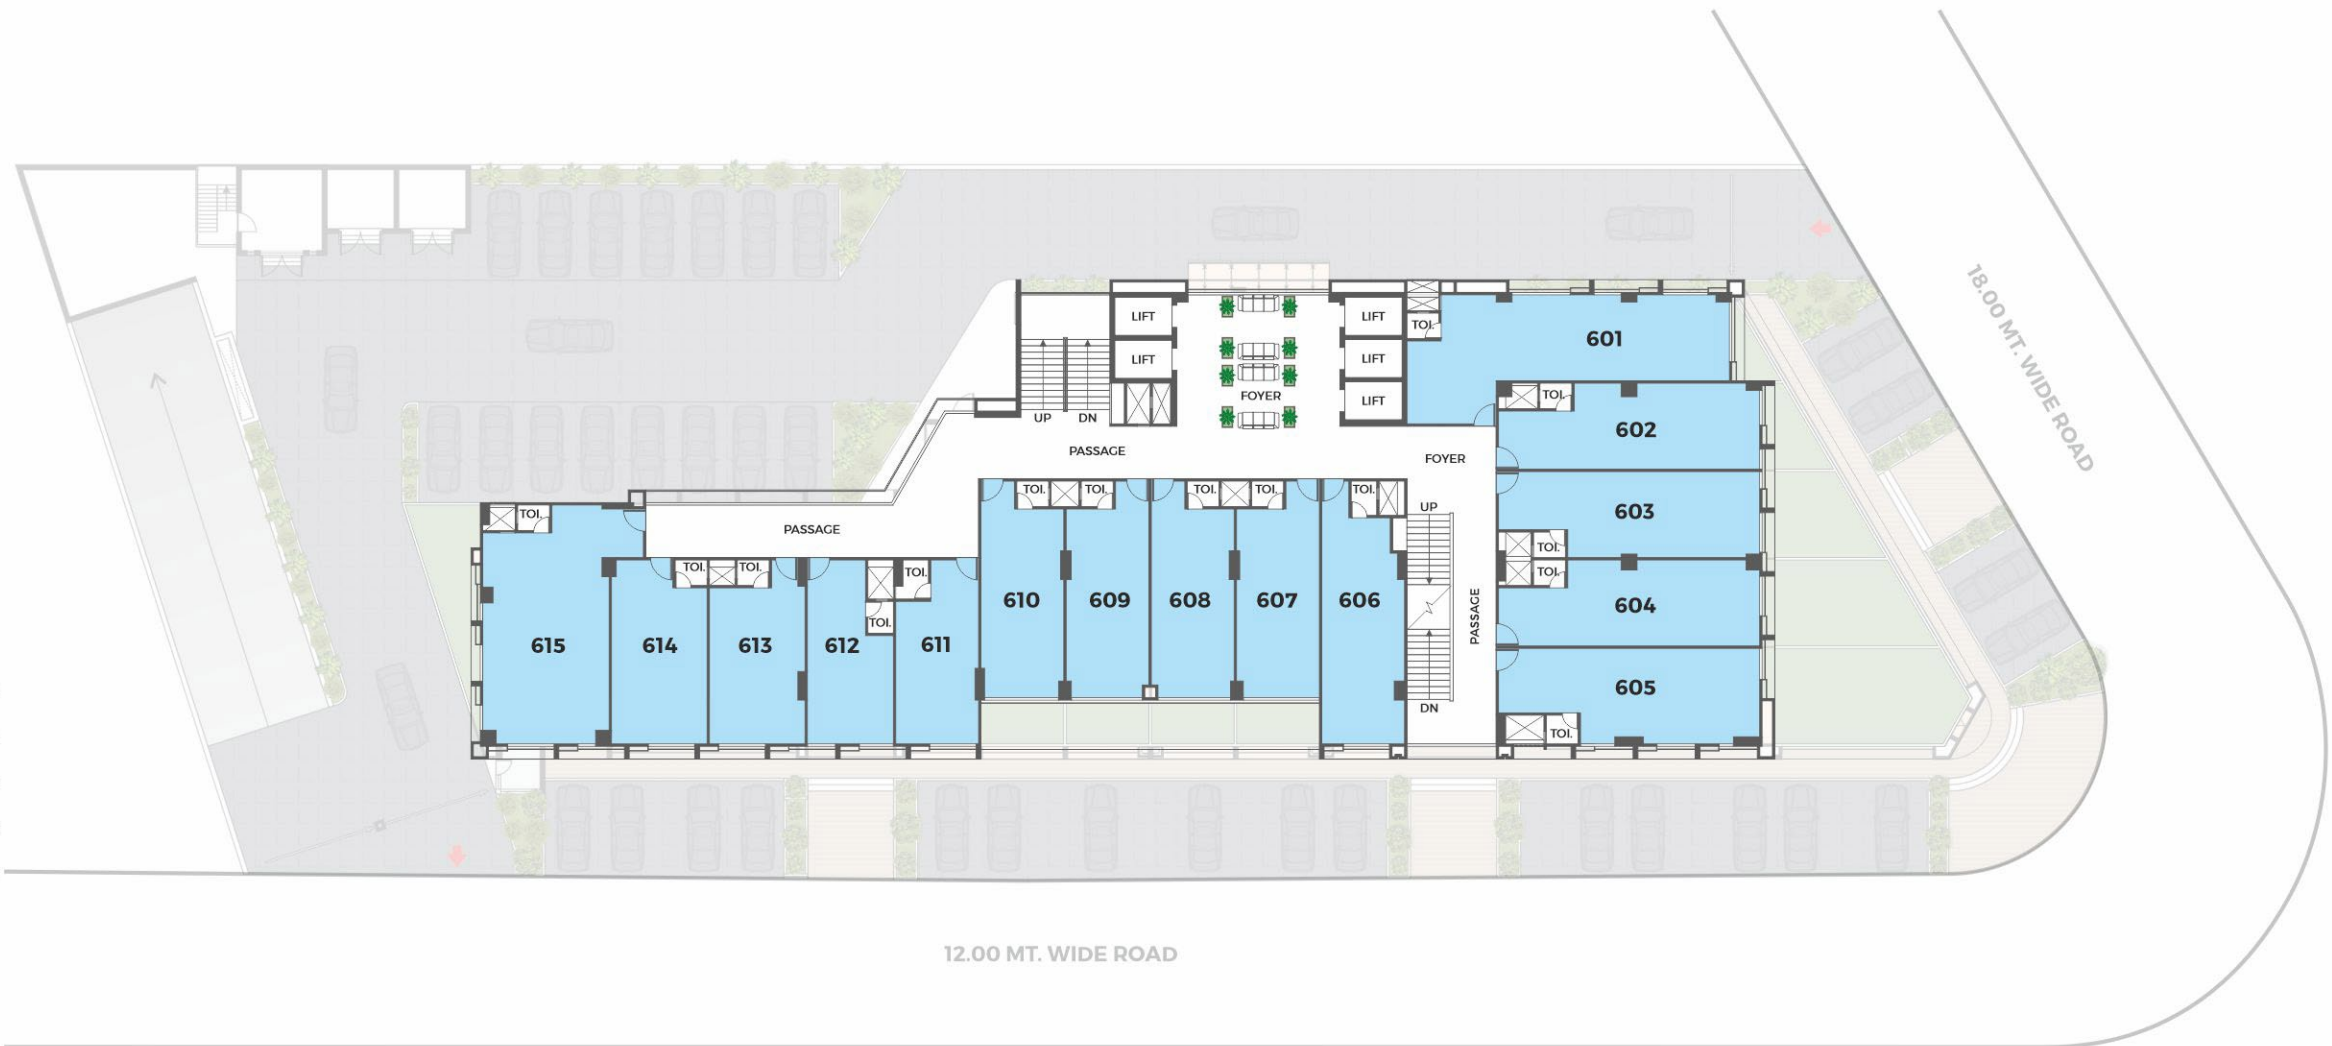 LIFT
LIFT
LIFT
LIFT
LIFT
TOI.
601
18.00 MT. WIDE ROAD
FOYER
TOI.
UP
DN
602
PASSAGE
FOYER
TOI.
TOI.
TOI.
TOI.
TOI.
UP
603
TOI.
PASSAGE
TOI.
TOI.
TOI.
TOI.
TOI.
610
609
608
607
606
PASSAGE
604
TOI.
615
614
613
612
611
605
DN
TOI.
12.00 MT. WIDE ROAD